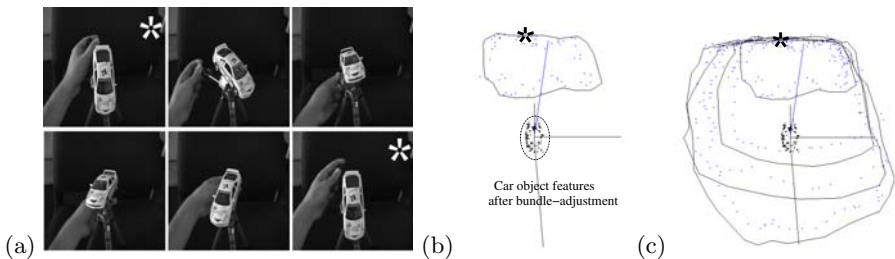 Car object features
after bundle-adjustment
(a)
(b)
(c)